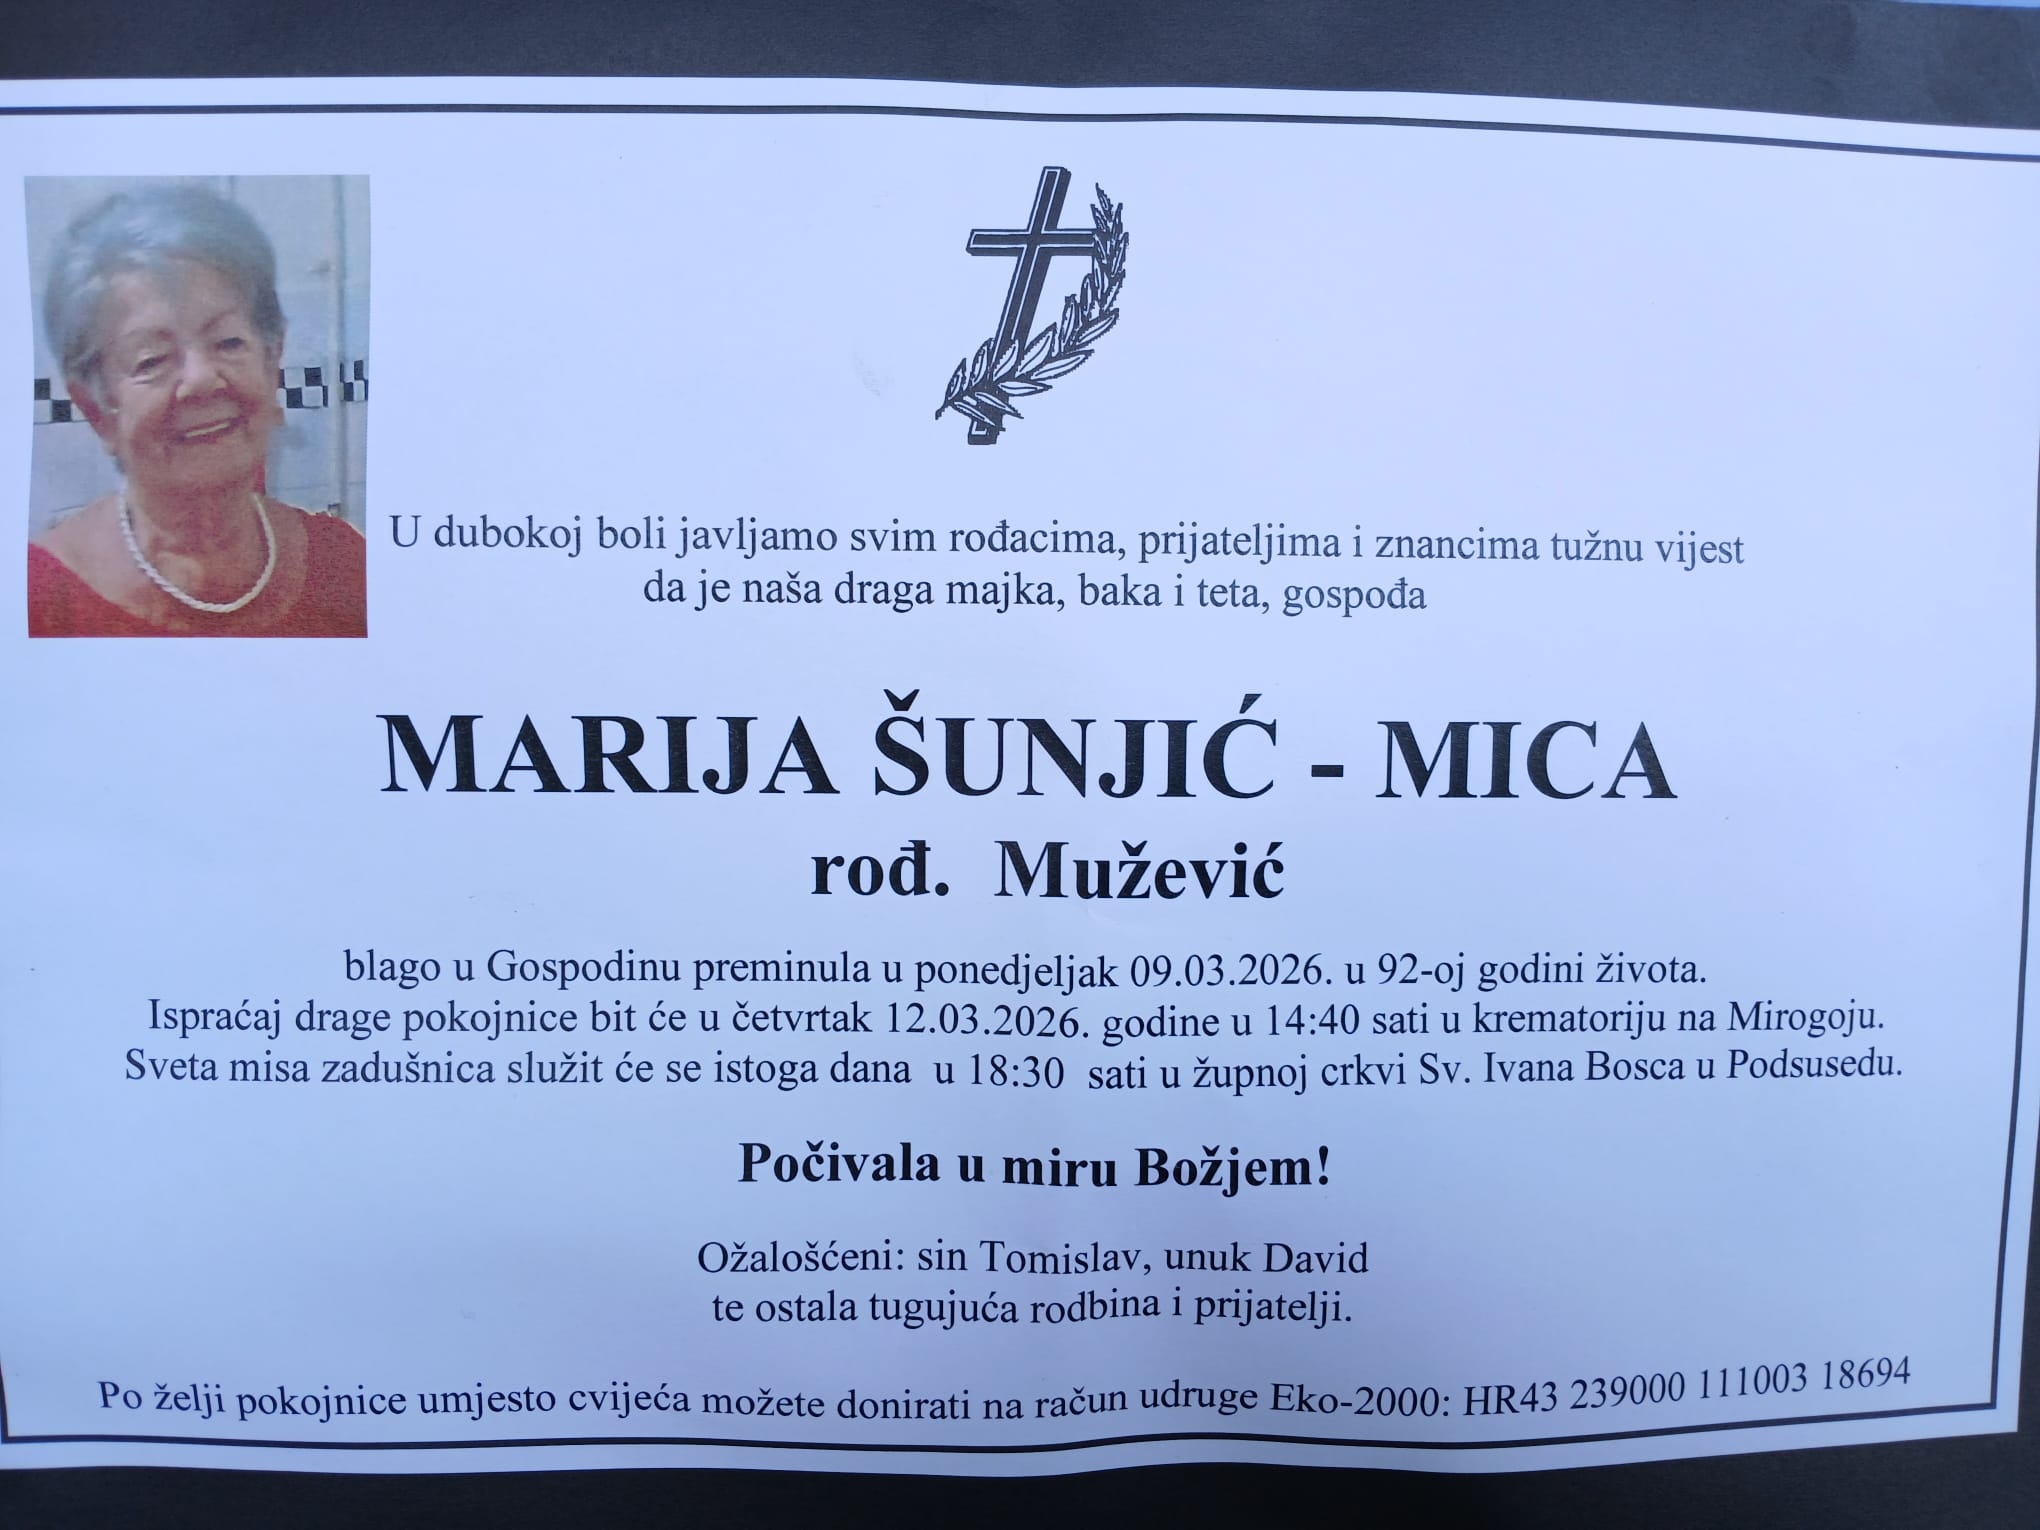 U dubokoj boli javljamo svim rođacima, prijateljima i znancima tužnu vijest
da je naša draga majka, baka i teta, gospođa
MARIJA ŠUNJIĆ - MICA
rođ. Mužević
blago u Gospodinu preminula u ponedjeljak 09.03.2026. u 92-oj godini života.
Ispraćaj drage pokojnice bit će u četvrtak 12.03.2026. godine u 14:40 sati u krematoriju na Mirogoju.
Sveta misa zadušnica služit će se istoga dana u 18:30 sati u župnoj crkvi Sv. Ivana Bosca u Podsusedu.
Počivala u miru Božjem!
Ožalošćeni: sin Tomislav, unuk David
te ostala tugujuća rodbina i prijatelji.
Po želji pokojnice umjesto cvijeća možete donirati na račun udruge Eko-2000: HR43 239000 111003 18694